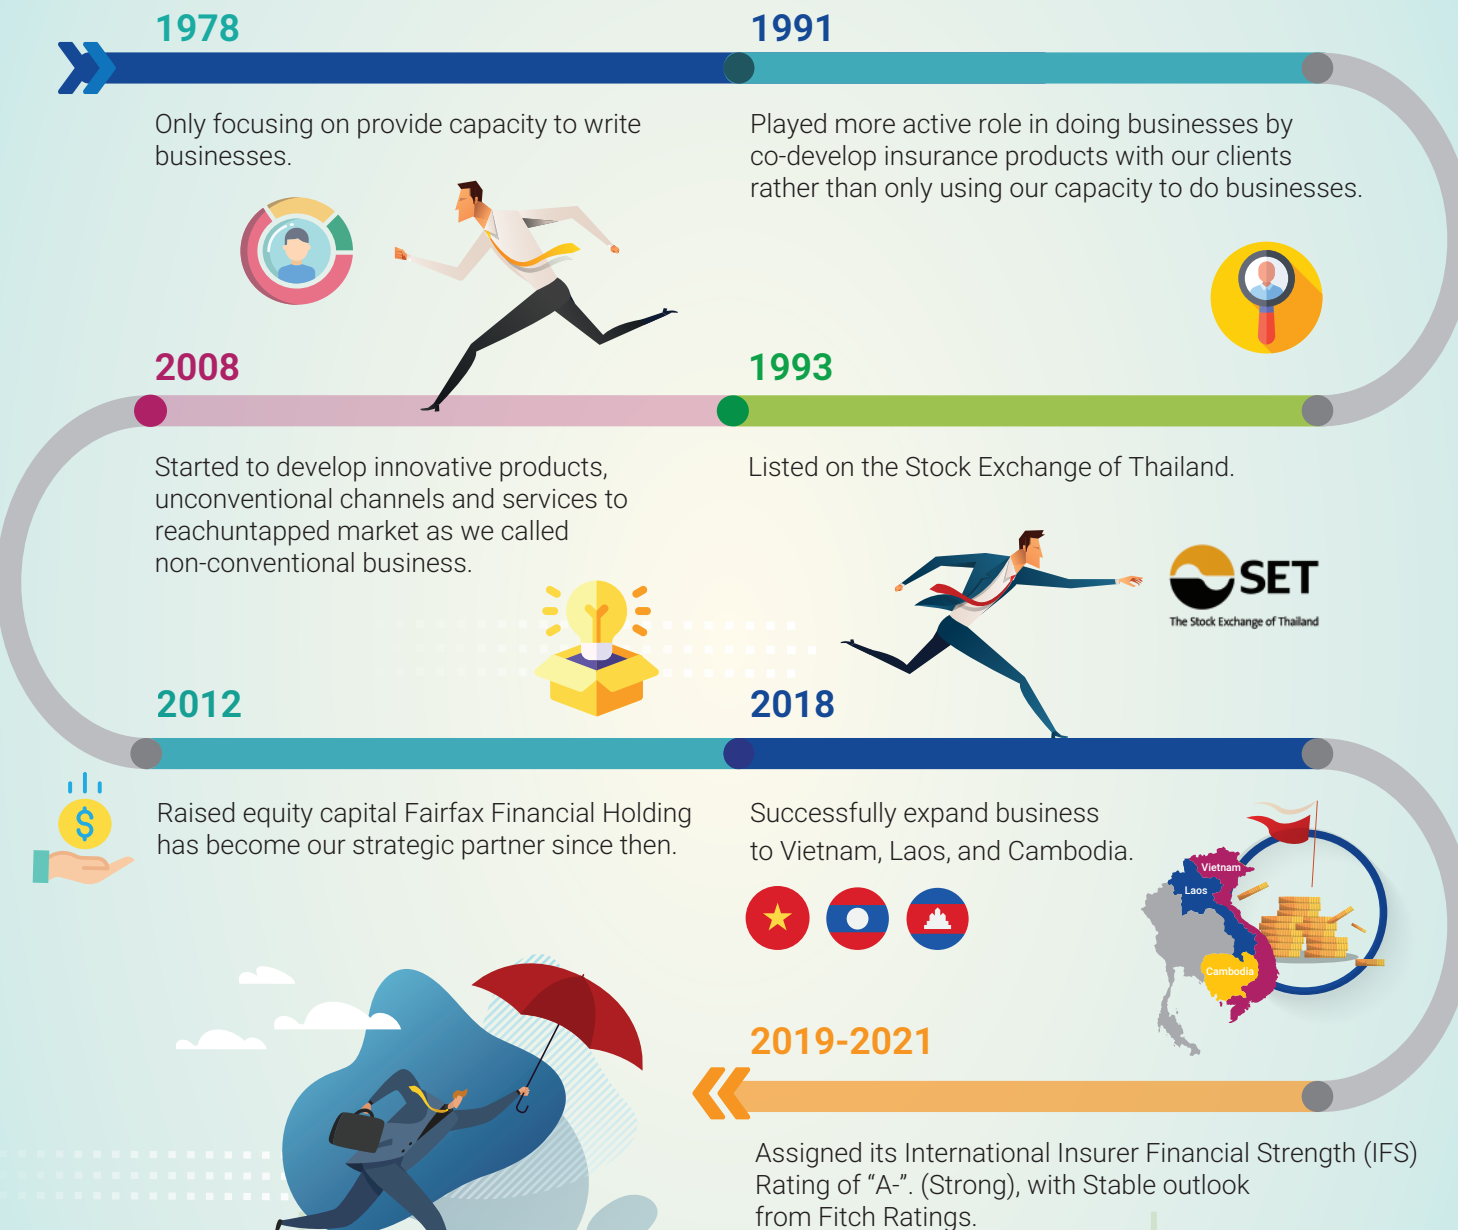 1978
Only focusing on provide capacity to write
businesses.
1991
Played more active role in doing businesses by
co-develop insurance products with our clients
rather than only using our capacity to do businesses.
1993
Listed on the Stock Exchange of Thailand.
SET
The Stock Exchange of Thailand
2008
Started to develop innovative products,
unconventional channels and services to
reachuntapped market as we called
non-conventional business.
2012
Raised equity capital Fairfax Financial Holding
has become our strategic partner since then.
$
2018
Successfully expand business
to Vietnam, Laos, and Cambodia.
Vietnam
Laos
Cambodia
2019-2021
Assigned its International Insurer Financial Strength (IFS)
Rating of “A-”. (Strong), with Stable outlook
from Fitch Ratings.